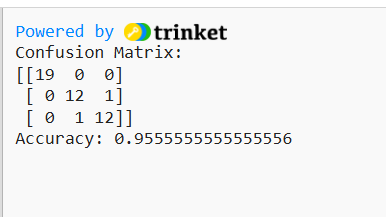 Powered by trinket
Confusion Matrix:
[[19  0  0]
 [ 0 12  1]
 [ 0  1 12]]
Accuracy: 0.9555555555555556